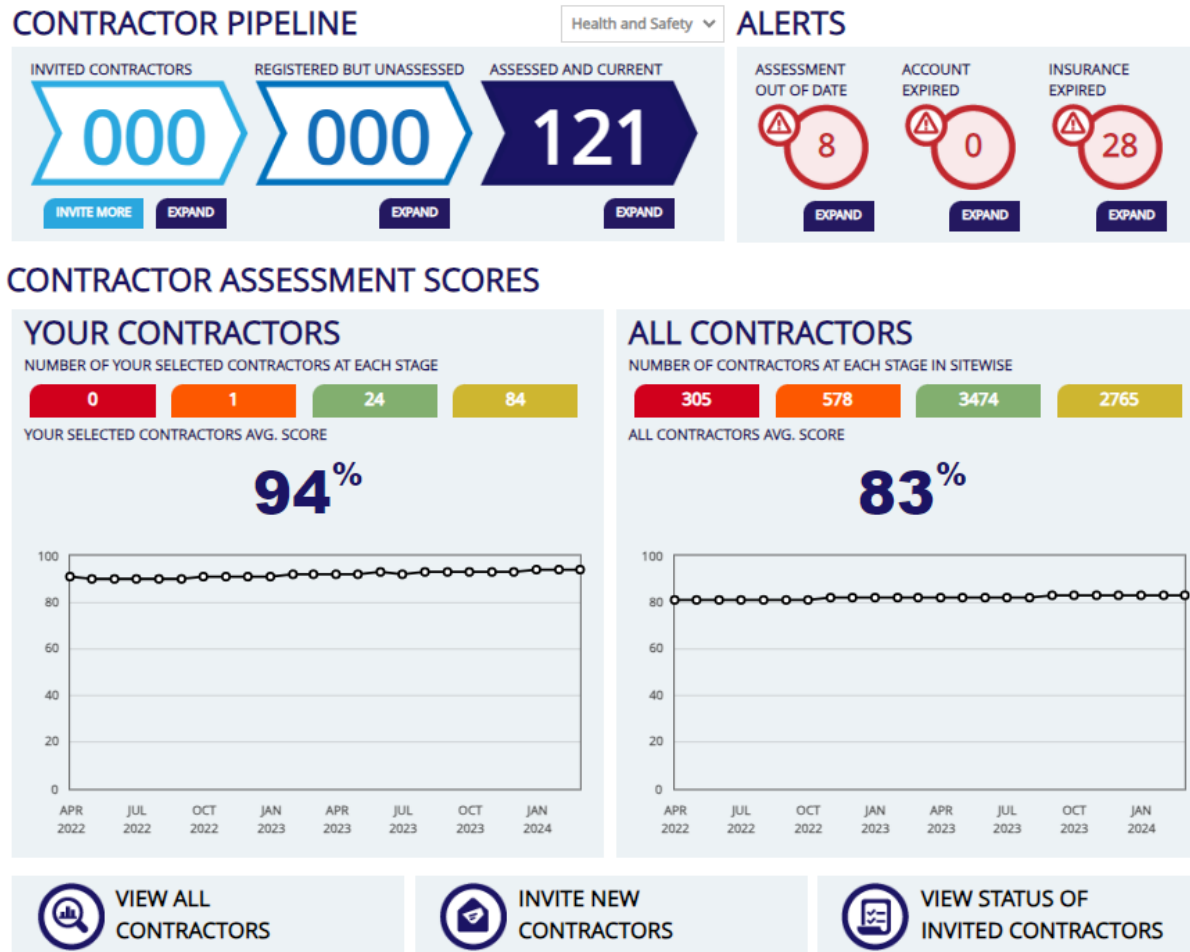 CONTRACTOR PIPELINE
Health and Safety
INVITED CONTRACTORS
000
INVITE MORE
EXPAND
REGISTERED BUT UNASSESSED
000
EXPAND
ASSESSED AND CURRENT
121
EXPAND
ALERTS
ASSESSMENT
OUT OF DATE
8
EXPAND
ACCOUNT
EXPIRED
0
EXPAND
INSURANCE
EXPIRED
28
EXPAND
CONTRACTOR ASSESSMENT SCORES
YOUR CONTRACTORS
NUMBER OF YOUR SELECTED CONTRACTORS AT EACH STAGE
0 1 24 84
YOUR SELECTED CONTRACTORS AVG. SCORE
94%
100
80
60
40
20
0
APR JUL OCT JAN APR JUL OCT JAN
2022 2022 2022 2023 2023 2023 2023 2024
ALL CONTRACTORS
NUMBER OF CONTRACTORS AT EACH STAGE IN SITEWISE
305 578 3474 2765
ALL CONTRACTORS AVG. SCORE
83%
100
80
60
40
20
0
APR JUL OCT JAN APR JUL OCT JAN
2022 2022 2022 2023 2023 2023 2023 2024
VIEW ALL
CONTRACTORS
INVITE NEW
CONTRACTORS
VIEW STATUS OF
INVITED CONTRACTORS